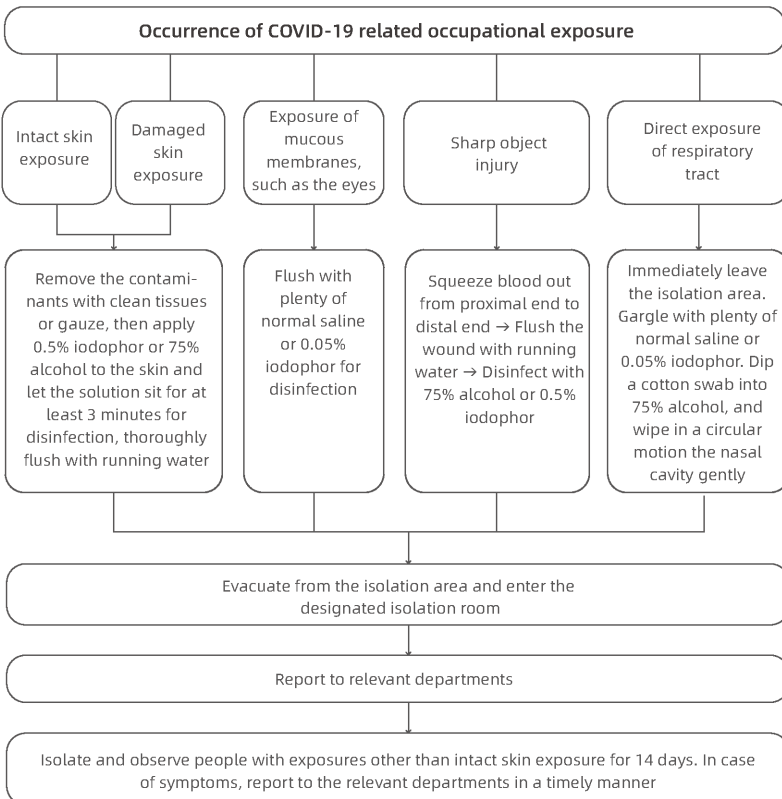 Occurrence of COVID-19 related occupational exposure
Intact skin
exposure
Damaged
skin
exposure
Exposure of
mucous
membranes,
such as the eyes
Sharp object
injury
Direct exposure
of respiratory
tract
Remove the contami-
nants with clean tissues
or gauze, then apply
0.5% iodophor or 75%
alcohol to the skin and
let the solution sit for at
least 3 minutes for
disinfection, thoroughly
flush with running water
Flush with
plenty of
normal saline
or 0.05%
iodophor for
disinfection
Squeeze blood out
from proximal end to
distal end → Flush the
wound with running
water → Disinfect with
75% alcohol or 0.5%
iodophor
Immediately leave
the isolation area.
Gargle with plenty of
normal saline or
0.05% iodophor. Dip
a cotton swab into
75% alcohol, and
wipe in a circular
motion the nasal
cavity gently
Evacuate from the isolation area and enter the
designated isolation room
Report to relevant departments
Isolate and observe people with exposures other than intact skin exposure for 14 days. In case
of symptoms, report to the relevant departments in a timely manner